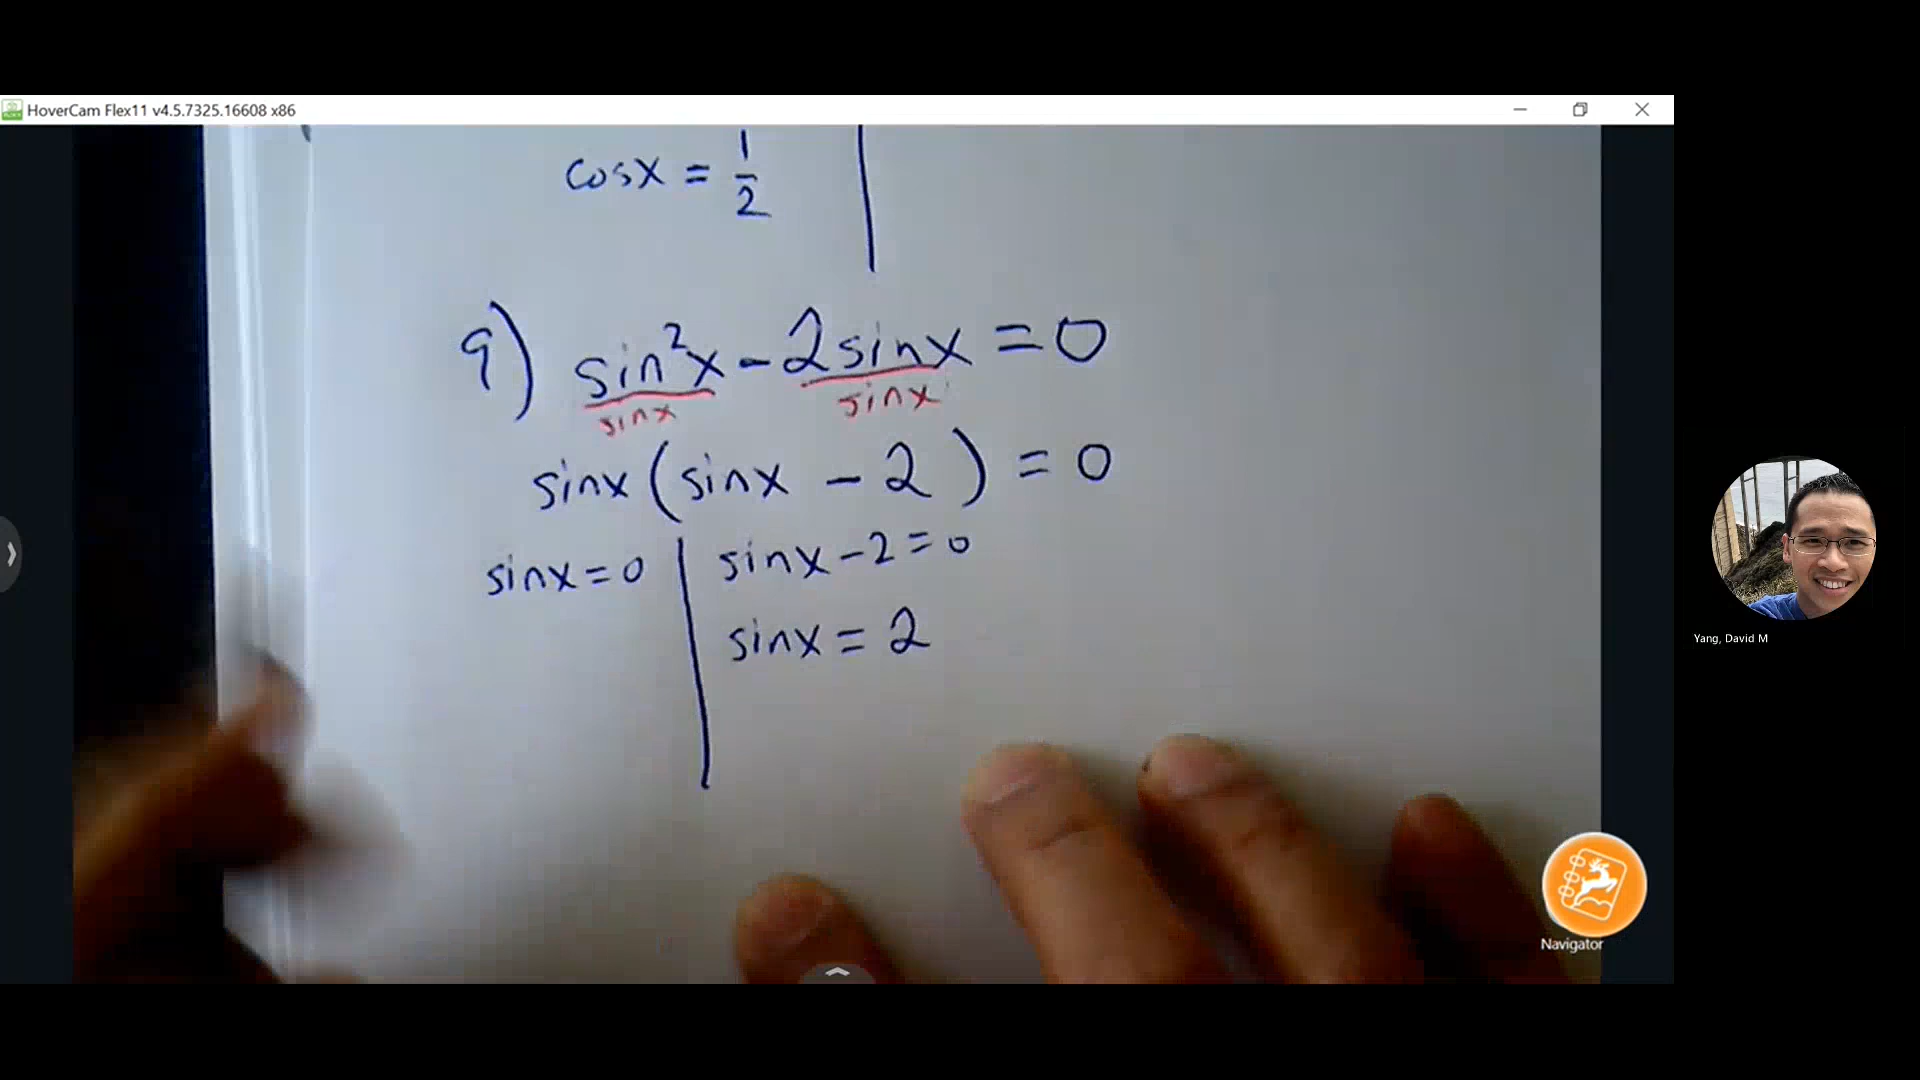 HoverCam Flex11 v4.5.7325.16608 x86
cosx = 1/2
9) sin²x - 2sinx = 0
sinx sinx
sinx (sinx - 2) = 0
sinx = 0 | sinx - 2 = 0
sinx = 2
Yang, David M
Navigator